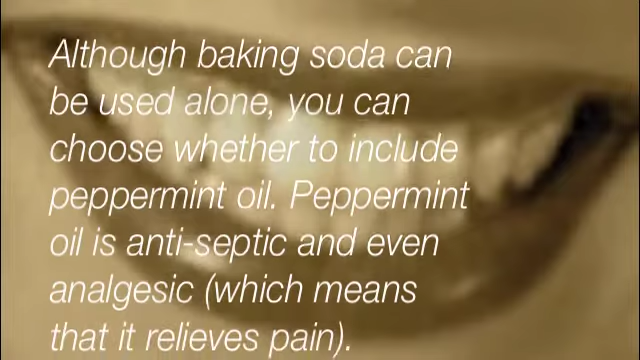 Although baking soda can
be used alone, you can
choose whether to include
peppermint oil. Peppermint
oil is anti-septic and even
analgesic (which means
that it relieves pain).